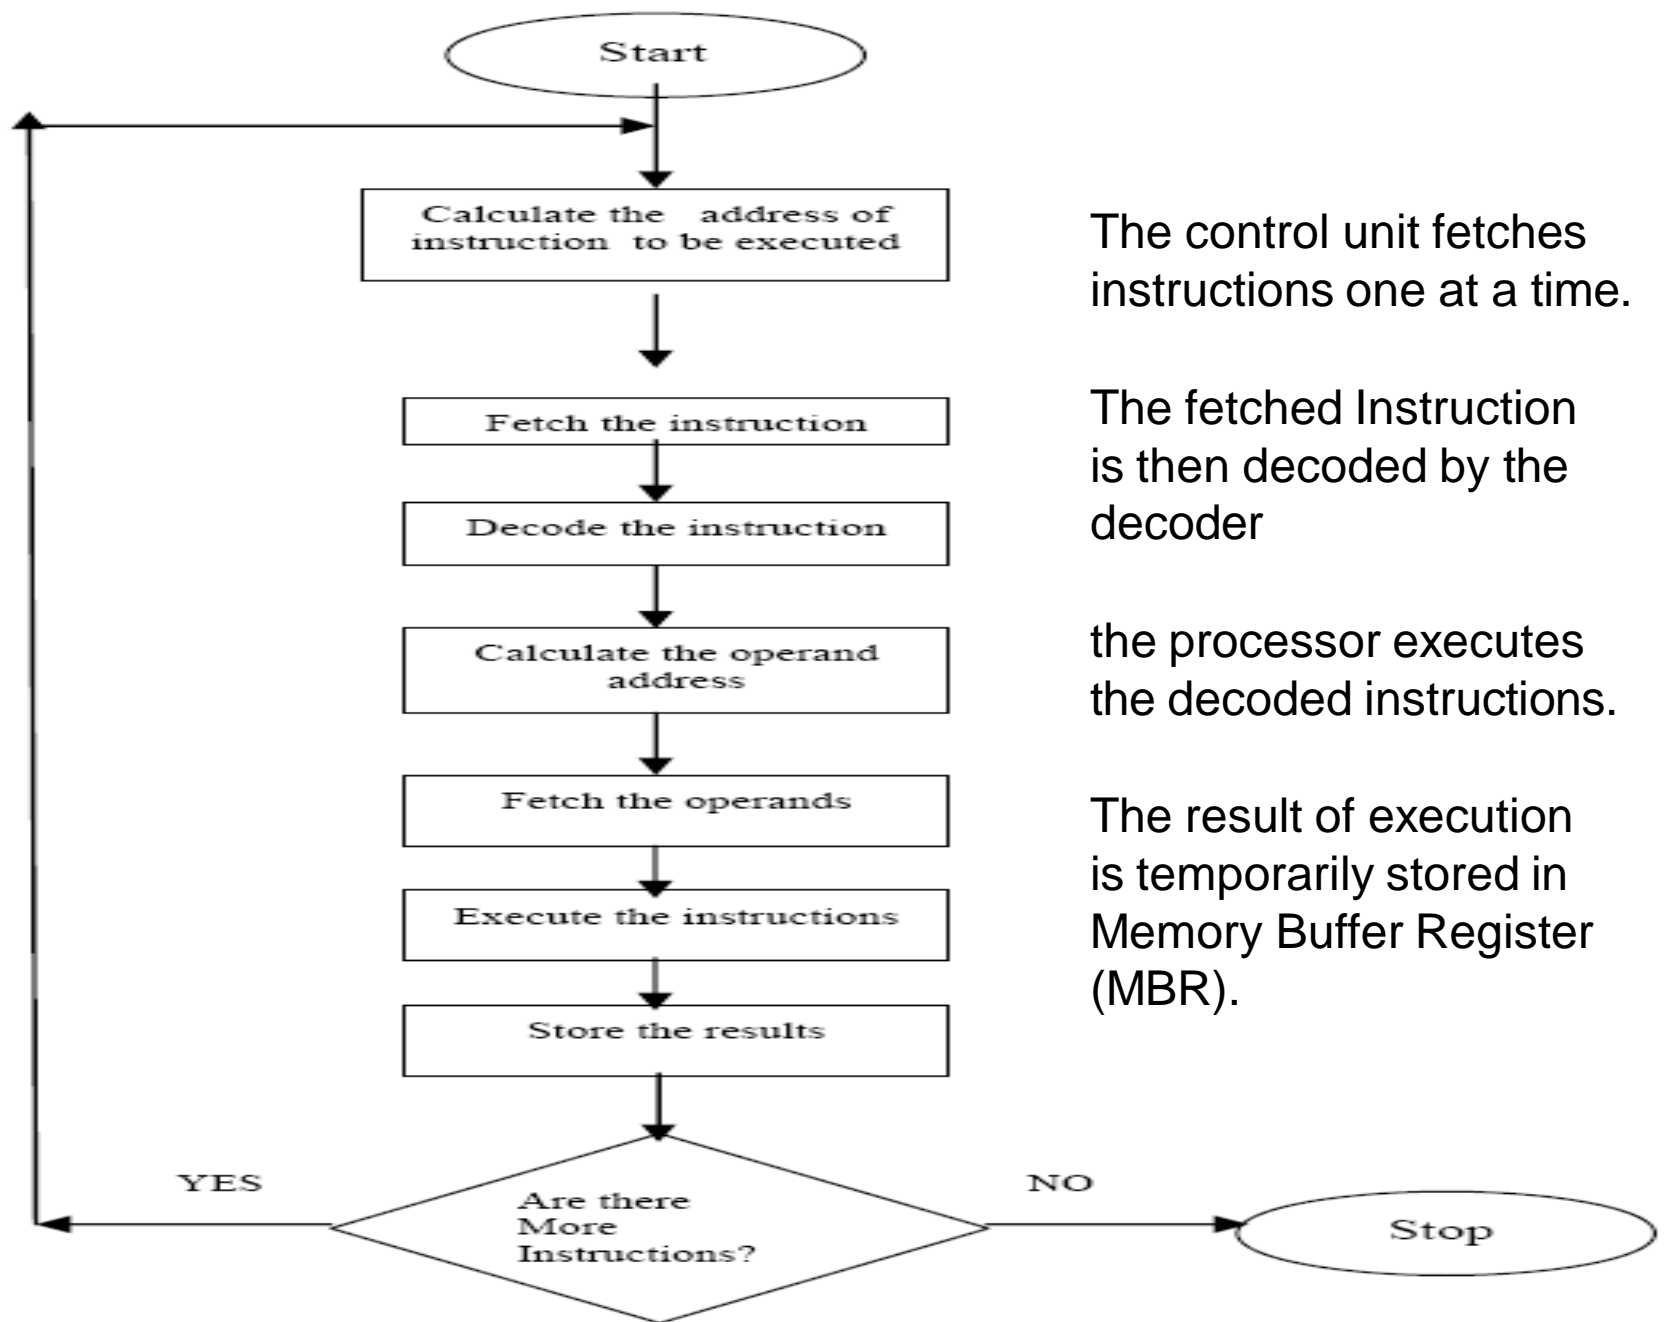 Start
Calculate the address of
instruction to be executed
Fetch the instruction
Decode the instruction
Calculate the operand
address
Fetch the operands
Execute the instructions
Store the results
YES
Are there
More
Instructions?
NO
Stop
The control unit fetches
instructions one at a time.
The fetched Instruction
is then decoded by the
decoder
the processor executes
the decoded instructions.
The result of execution
is temporarily stored in
Memory Buffer Register
(MBR).